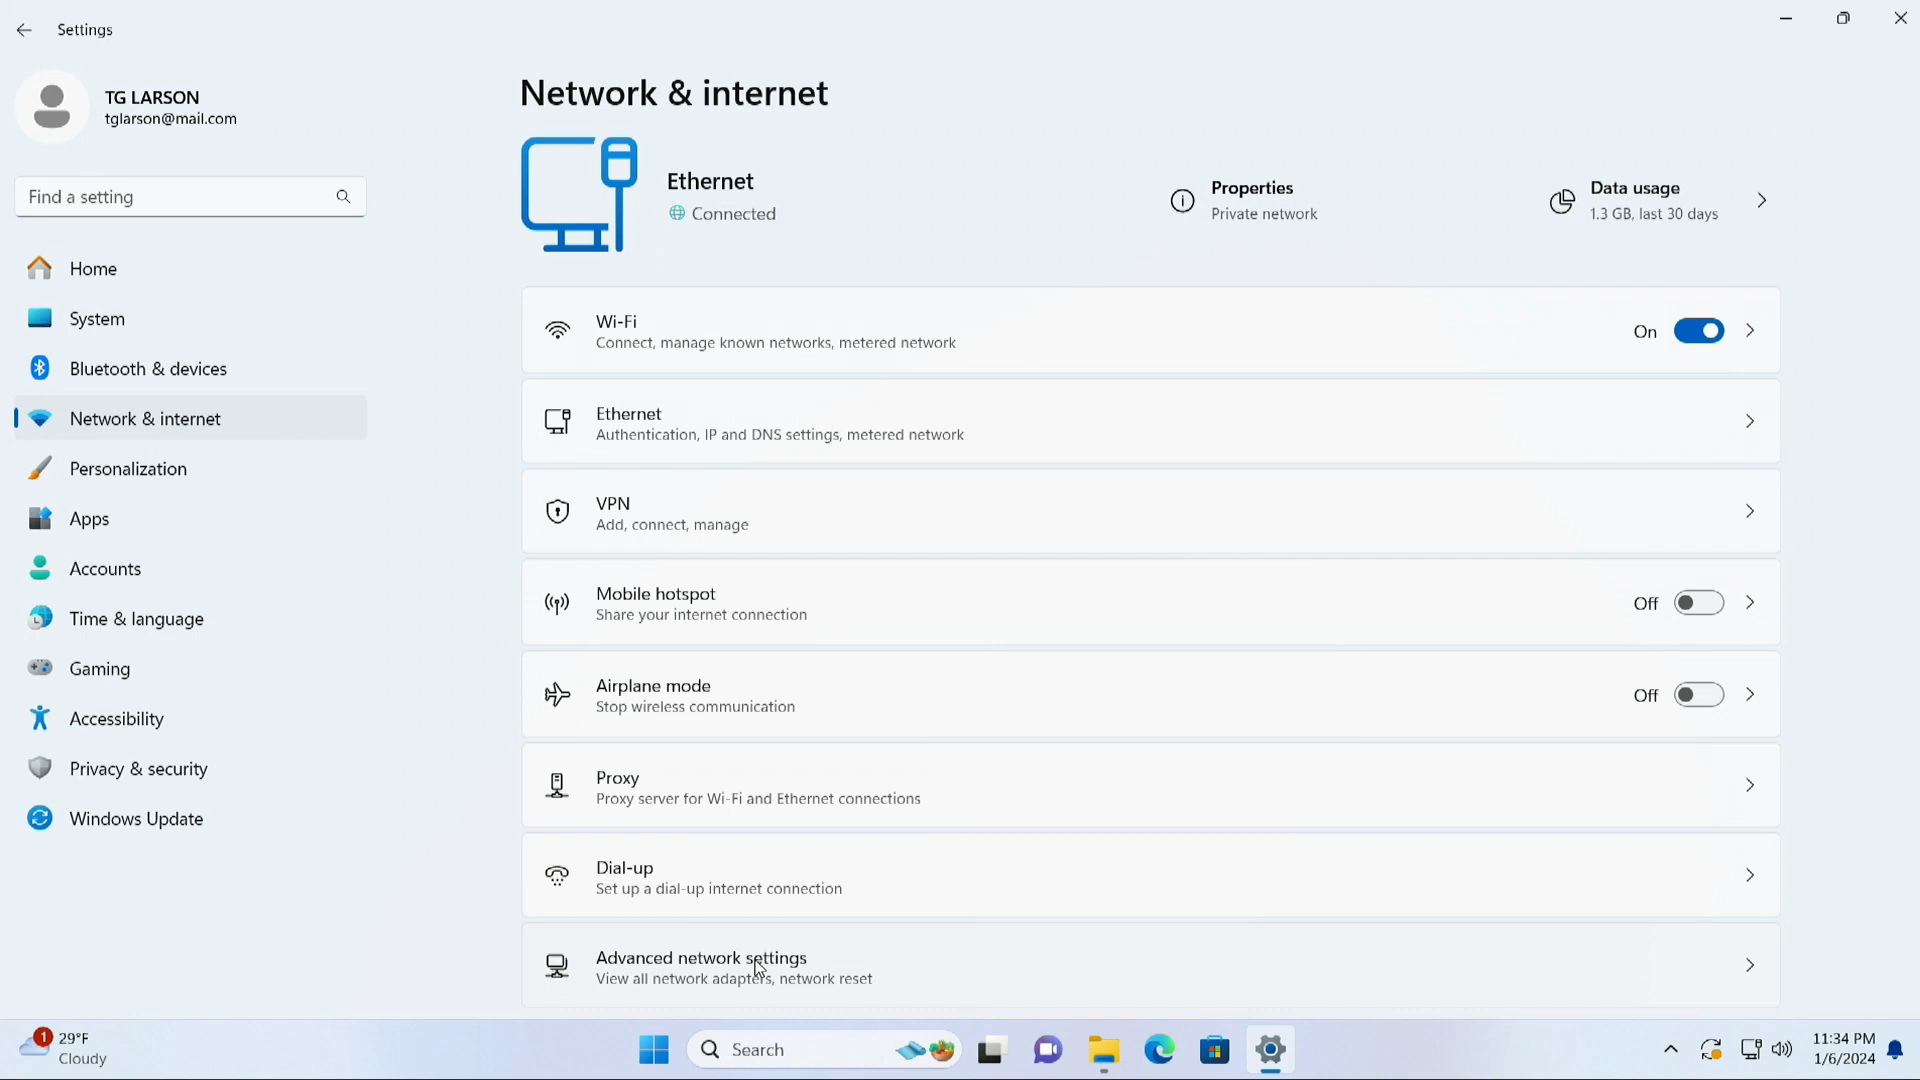 Settings
TG LARSON
tglarson@mail.com
Find a setting
Home
System
Bluetooth & devices
Network & internet
Personalization
Apps
Accounts
Time & language
Gaming
Accessibility
Privacy & security
Windows Update
Network & internet
Ethernet
Connected
Properties
Private network
Data usage
1.3 GB, last 30 days
Wi-Fi
Connect, manage known networks, metered network
On
Ethernet
Authentication, IP and DNS settings, metered network
VPN
Add, connect, manage
Mobile hotspot
Share your internet connection
Off
Airplane mode
Stop wireless communication
Off
Proxy
Proxy server for Wi-Fi and Ethernet connections
Dial-up
Set up a dial-up internet connection
Advanced network settings
View all network adapters, network reset
1
29°F
Cloudy
Search
11:34 PM
1/6/2024